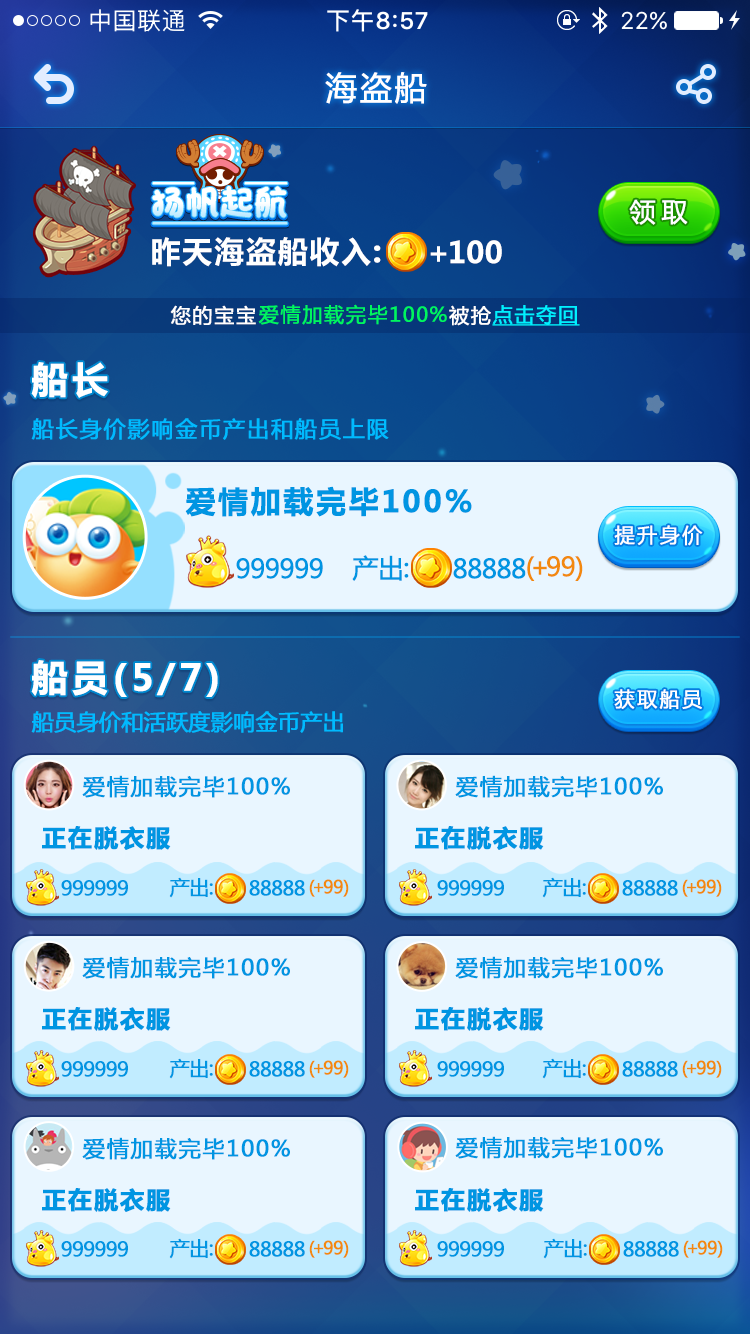 中国联通 下午8:57 22%
海盗船
扬帆起航
昨天海盗船收入:+100
领取
您的宝宝爱情加载完毕100%被抢点击夺回
船长
船长身价影响金币产出和船员上限
爱情加载完毕100%
999999 产出:88888(+99)
提升身价
船员(5/7)
船员身价和活跃度影响金币产出
获取船员
爱情加载完毕100%
正在脱衣服
999999 产出:88888(+99)
爱情加载完毕100%
正在脱衣服
999999 产出:88888(+99)
爱情加载完毕100%
正在脱衣服
999999 产出:88888(+99)
爱情加载完毕100%
正在脱衣服
999999 产出:88888(+99)
爱情加载完毕100%
正在脱衣服
999999 产出:88888(+99)
爱情加载完毕100%
正在脱衣服
999999 产出:88888(+99)